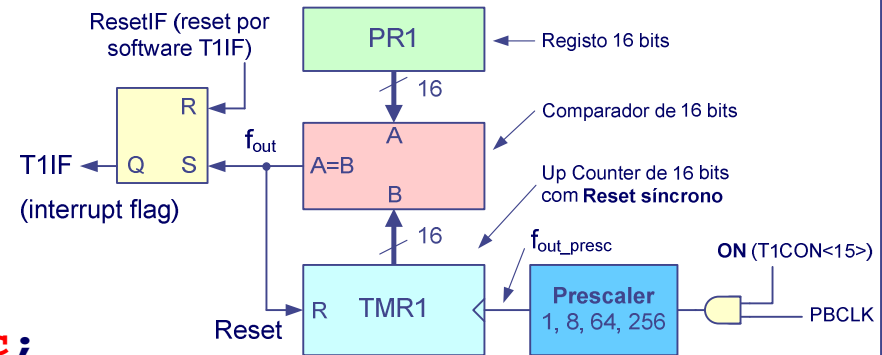 ResetIF (reset por
software T1IF)
PR1
Registo 16 bits
16
R
A
Comparador de 16 bits
fout
T1IF
Q
S
A=B
(interrupt flag)
B
Up Counter de 16 bits
com Reset síncrono
16
fout_presc
ON (T1CON<15>)
R
TMR1
Prescaler
1, 8, 64, 256
PBCLK
Reset
;